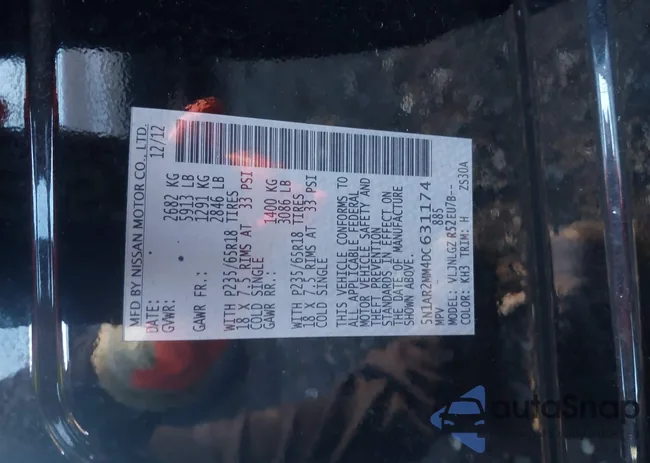 MFD BY NISSAN MOTOR CO., LTD.
DATE: 12/12
GVWR: 2682 KG
5913 LB
GAWR FR.: 1291 KG
2846 LB
WITH P235/65R18 TIRES
18 X 7.5 RIMS AT 33 PSI
COLD SINGLE
GAWR RR.: 1400 KG
3086 LB
WITH P235/65R18 TIRES
18 X 7.5 RIMS AT 33 PSI
COLD SINGLE
THIS VEHICLE CONFORMS TO
ALL APPLICABLE FEDERAL
MOTOR VEHICLE SAFETY AND
THEFT PREVENTION
STANDARDS IN EFFECT ON
THE DATE OF MANUFACTURE
SHOWN ABOVE.
5N1AR2MM4DC631174
MPV 885
MODEL: VLJNLGZ R52EU7B--
COLOR: KH3 TRIM: H ZS30A
autoSnap